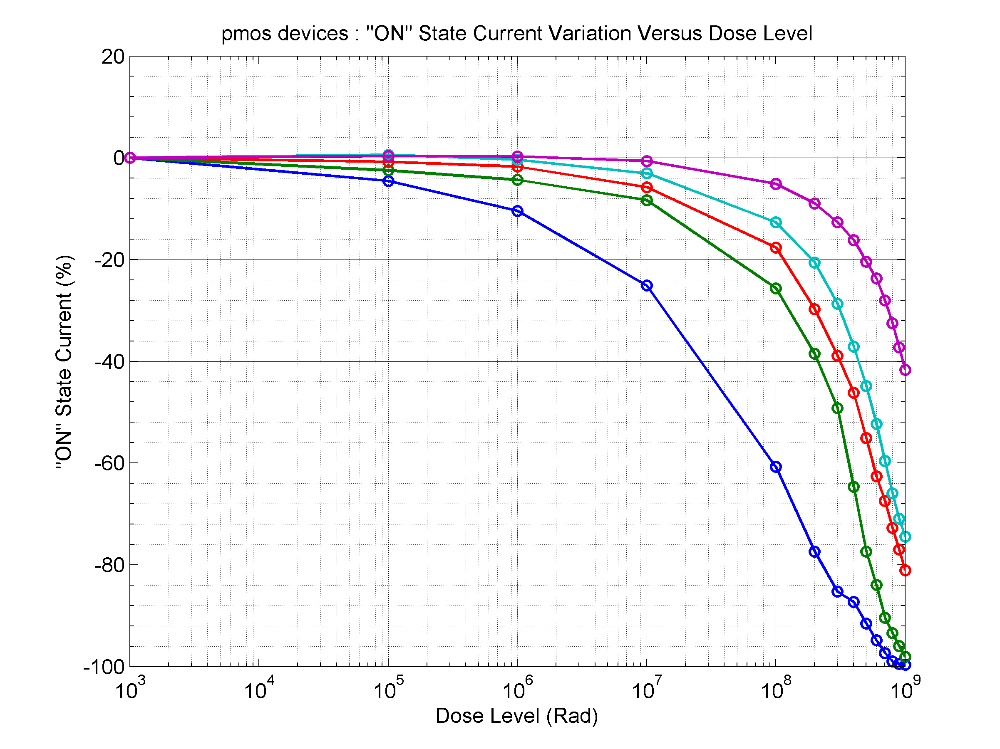 pmos devices : "ON" State Current Variation Versus Dose Level
20
0
-20
-40
-60
-80
-100
"ON" State Current (%)
10^3 10^4 10^5 10^6 10^7 10^8 10^9
Dose Level (Rad)